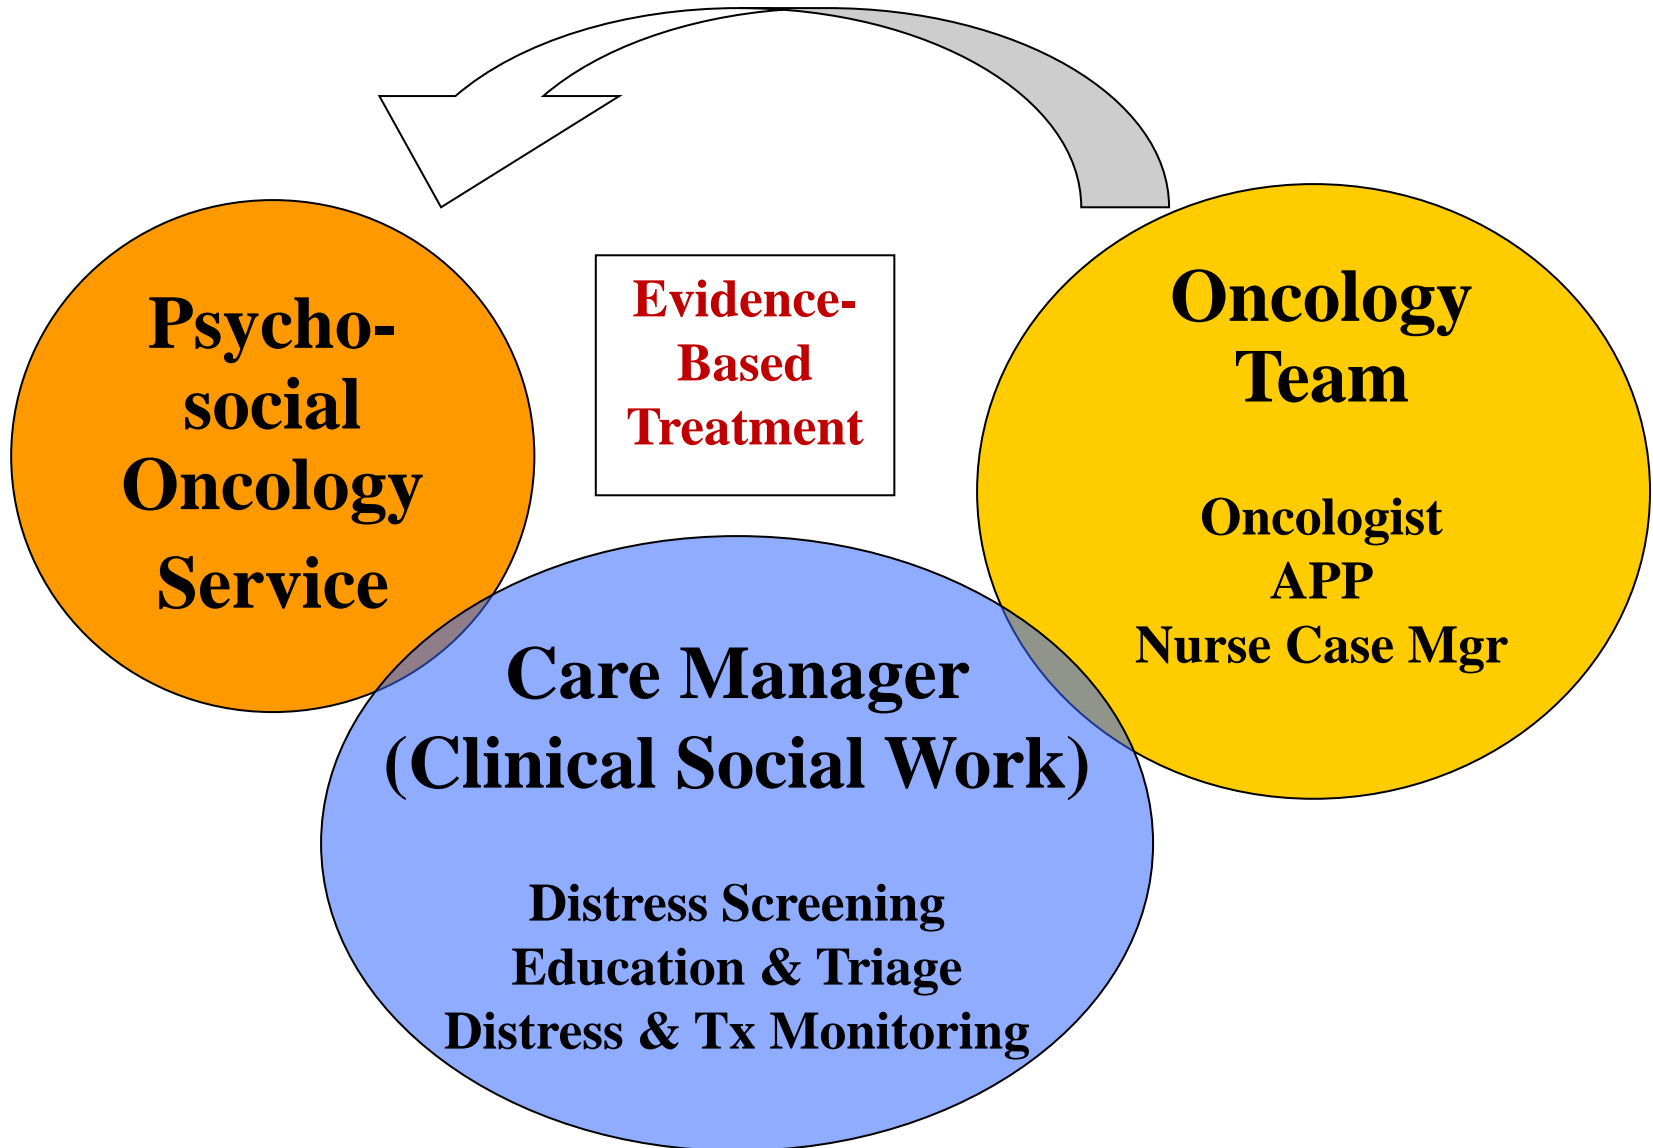 Psycho-
social
Oncology
Service
Evidence-
Based
Treatment
Oncology
Team
Oncologist
APP
Nurse Case Mgr
Care Manager
(Clinical Social Work)
Distress Screening
Education & Triage
Distress & Tx Monitoring